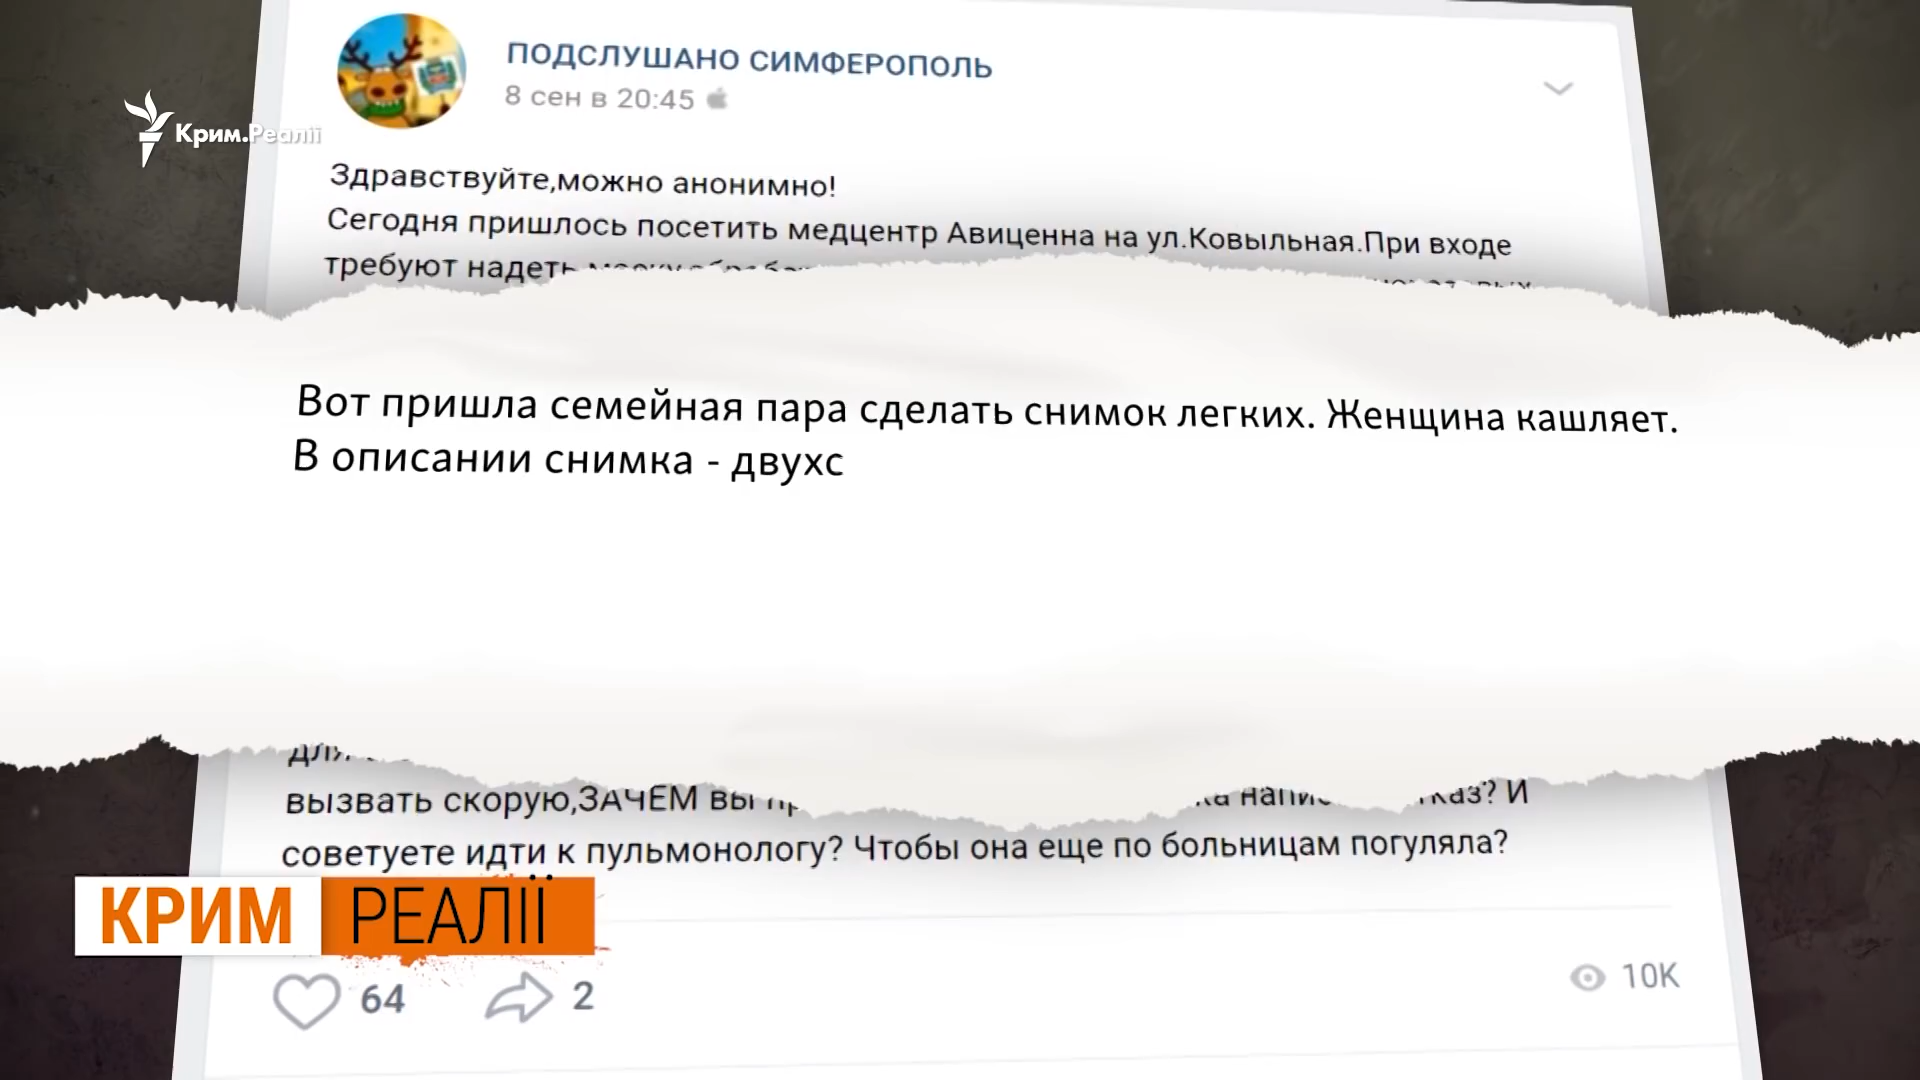 ПОДСЛУШАНО СИМФЕРОПОЛЬ
8 сен в 20:45
Крим.Реалії
Здравствуйте,можно анонимно!
Сегодня пришлось посетить медцентр Авиценна на ул.Ковыльная.При входе
требуют надеть
Вот пришла семейная пара сделать снимок легких. Женщина кашляет.
В описании снимка - двухс
вызвать скорую,ЗАЧЕМ вы
И
советуете идти к пульмонологу? Чтобы она еще по больницам погуляла?
КРИМ РЕАЛІЇ
64 2 10K